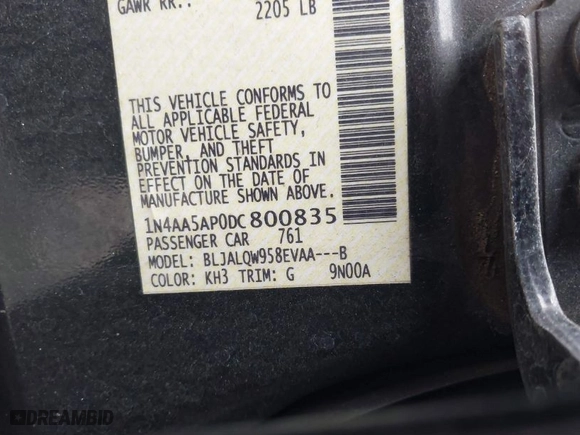 GAWR RR.:
2205 LB
THIS VEHICLE CONFORMS TO
ALL APPLICABLE FEDERAL
MOTOR VEHICLE SAFETY,
BUMPER, AND THEFT
PREVENTION STANDARDS IN
EFFECT ON THE DATE OF
MANUFACTURE SHOWN ABOVE.
1N4AA5AP0DC800835
PASSENGER CAR 761
MODEL: BLJALQW958EVAA---B
COLOR: KH3 TRIM: G 9N00A
DREAMBID